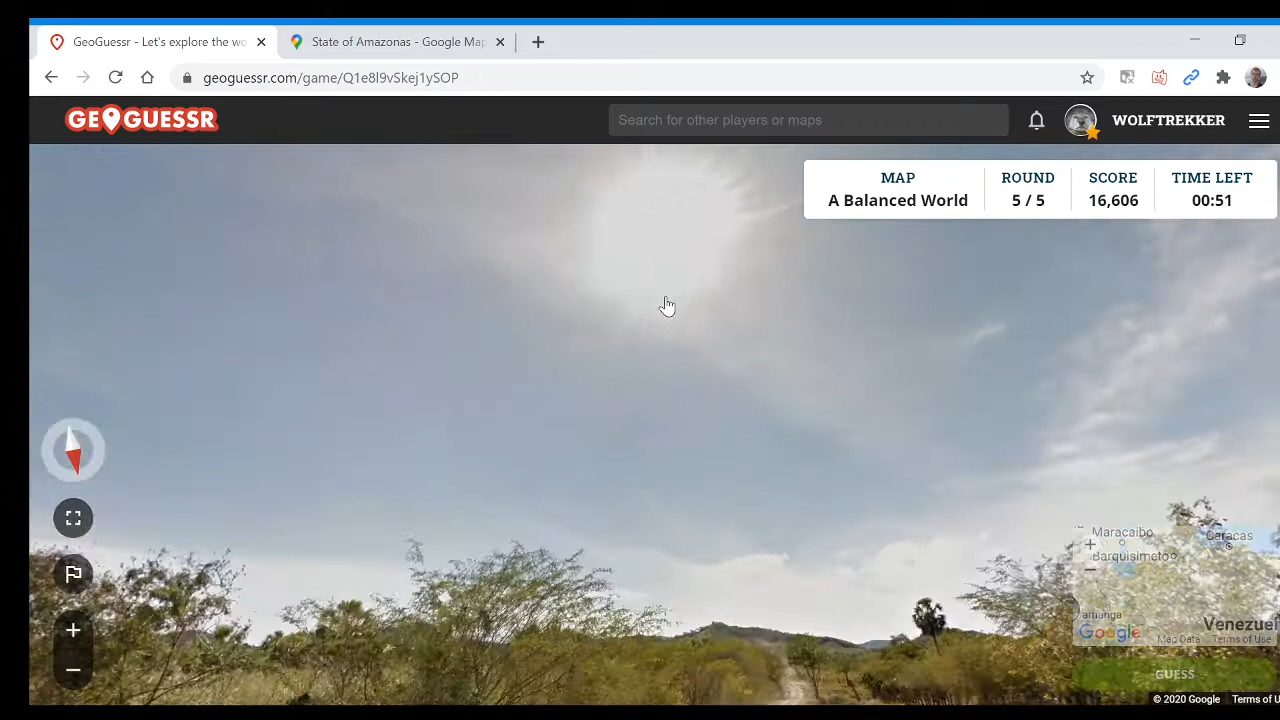 GeoGuessr - Let's explore the wo
State of Amazonas - Google Map
geoguessr.com/game/Q1e8I9vSkej1ySOP
GEOGUESSR
Search for other players or maps
WOLFTREKKER
MAP
A Balanced World
ROUND
5 / 5
SCORE
16,606
TIME LEFT
00:51
Maracaibo
Caracas
Barquisimeto
amanga
Venezuel
Google
Map Data
Terms of Use
GUESS
© 2020 Google
Terms of U